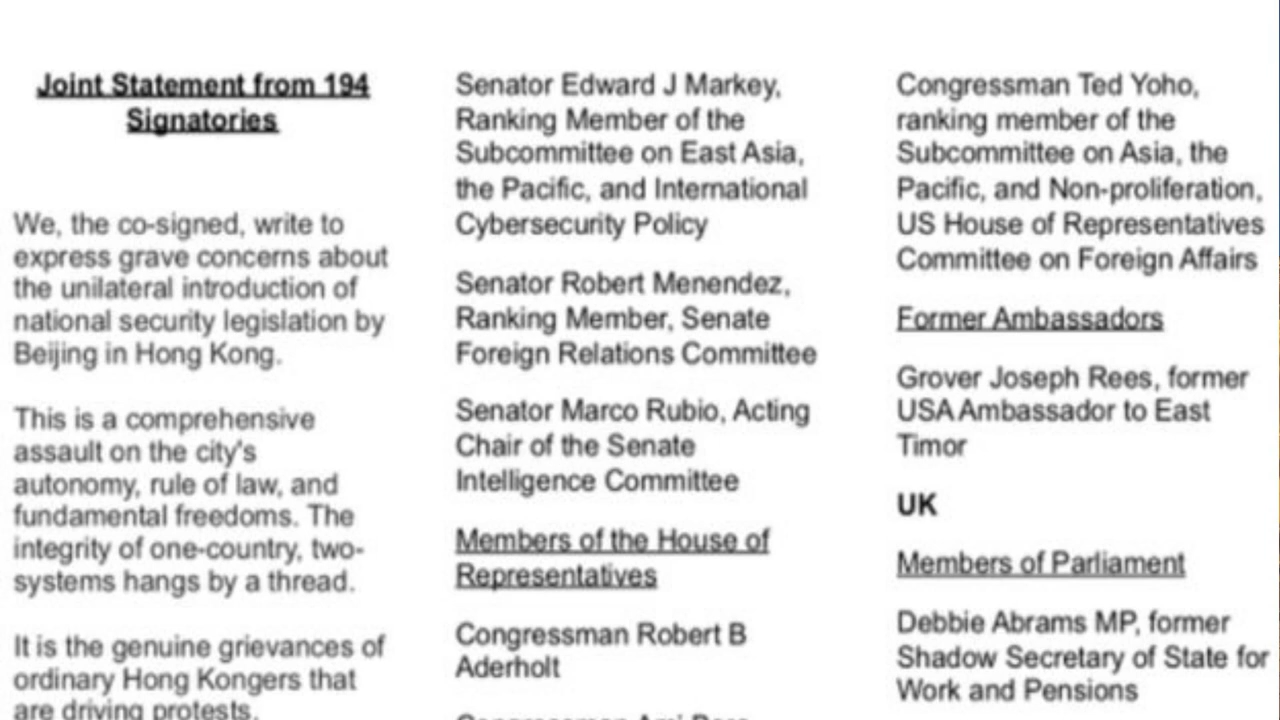 Joint Statement from 194
Signatories
We, the co-signed, write to
express grave concerns about
the unilateral introduction of
national security legislation by
Beijing in Hong Kong.
This is a comprehensive
assault on the city's
autonomy, rule of law, and
fundamental freedoms. The
integrity of one-country, two-
systems hangs by a thread.
It is the genuine grievances of
ordinary Hong Kongers that
are driving protests.
Senator Edward J Markey,
Ranking Member of the
Subcommittee on East Asia,
the Pacific, and International
Cybersecurity Policy
Senator Robert Menendez,
Ranking Member, Senate
Foreign Relations Committee
Senator Marco Rubio, Acting
Chair of the Senate
Intelligence Committee
Members of the House of
Representatives
Congressman Robert B
Aderholt
Congressman Ami Bera
Congressman Ted Yoho,
ranking member of the
Subcommittee on Asia, the
Pacific, and Non-proliferation,
US House of Representatives
Committee on Foreign Affairs
Former Ambassadors
Grover Joseph Rees, former
USA Ambassador to East
Timor
UK
Members of Parliament
Debbie Abrams MP, former
Shadow Secretary of State for
Work and Pensions